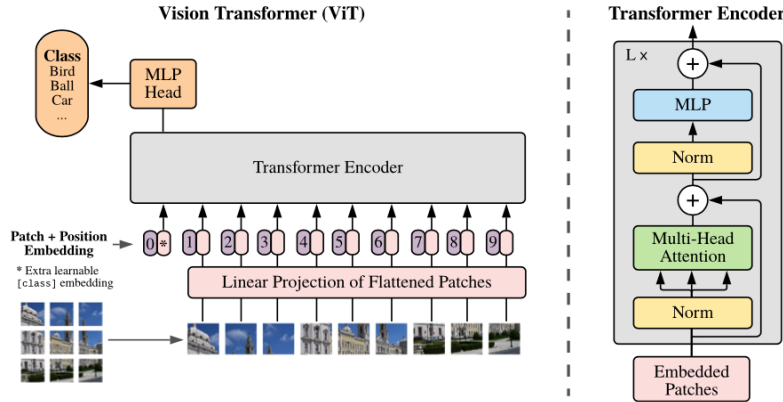 Vision Transformer (ViT)
Class
Bird
Ball
Car
...
MLP
Head
Transformer Encoder
Patch + Position
Embedding
0 * 1 2 3 4 5 6 7 8 9
* Extra learnable
[class] embedding
Linear Projection of Flattened Patches
Transformer Encoder
L ×
+
MLP
Norm
+
Multi-Head
Attention
Norm
Embedded
Patches